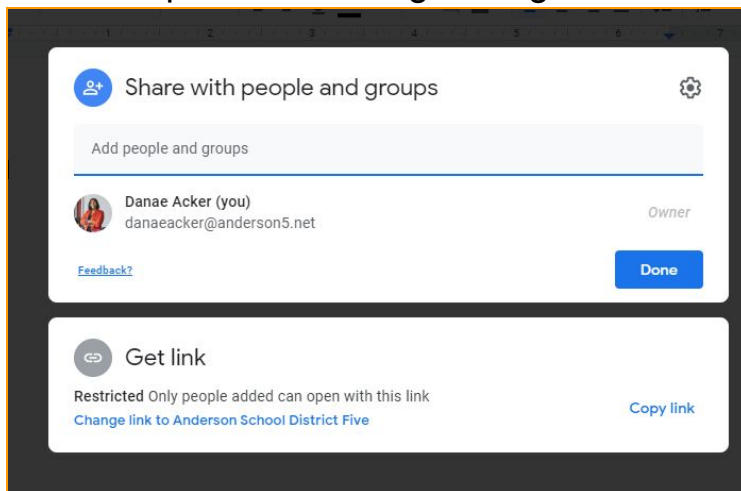 Share with people and groups
Add people and groups
Danae Acker (you)
danaeacker@anderson5.net
Owner
Feedback?
Done
Get link
Restricted Only people added can open with this link
Change link to Anderson School District Five
Copy link